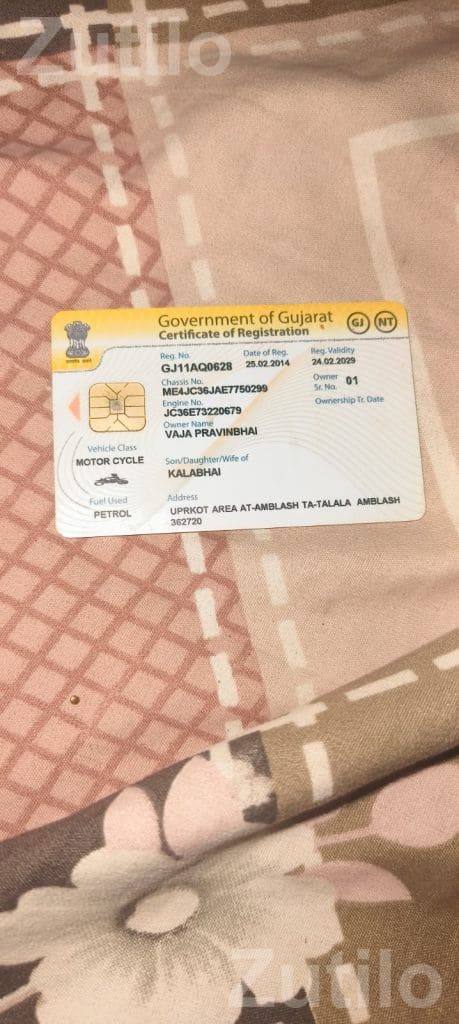 Zutilo
Government of Gujarat
Certificate of Registration
GJ NT
Reg. No. Date of Reg. Reg. Validity
GJ11AQ0628 25.02.2014 24.02.2029
Chassis No.
ME4JC36JAE7750299
Owner
Sr. No. 01
Engine No.
JC36E73220679
Ownership Tr. Date
Owner Name
VAJA PRAVINBHAI
Vehicle Class
MOTOR CYCLE
Son/Daughter/Wife of
KALABHAI
Fuel Used
PETROL
Address
UPRKOT AREA AT-AMBLASH TA-TALALA AMBLASH
362720
Zutilo